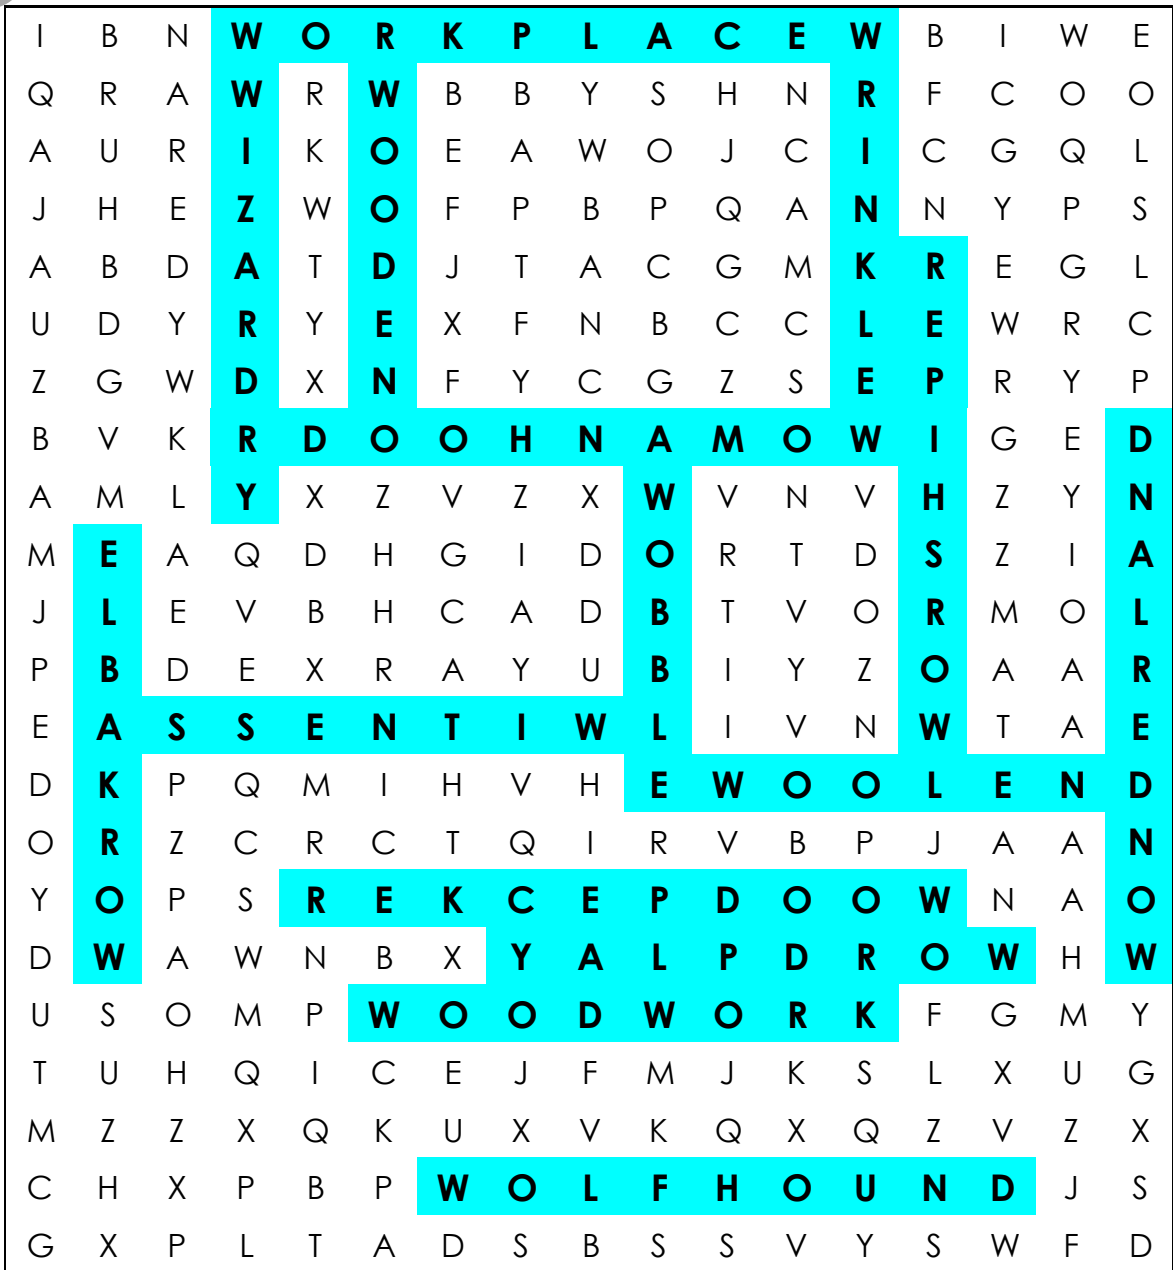 I B N W O R K P L A C E W B I W E
Q R A W R W B B Y S H N R F C O O
A U R I K O E A W O J C I C G Q L
J H E Z W O F P B P Q A N N Y P S
A B D A T D J T A C G M K R E G L
U D Y R Y E X F N B C C L E W R C
Z G W D X N F Y C G Z S E P R Y P
B V K R D O O H N A M O W I G E D
A M L Y X Z V Z X W V N V H Z Y N
M E A Q D H G I D O R T D S Z I A
J L E V B H C A D B T V O R M O L
P B D E X R A Y U B I Y Z O A A R
E A S S E N T I W L I V N W T A E
D K P Q M I H V H E W O O L E N D
O R Z C R C T Q I R V B P J A A N
Y O P S R E K C E P D O O W N A O
D W A W N B X Y A L P D R O W H W
U S O M P W O O D W O R K F G M Y
T U H Q I C E J F M J K S L X U G
M Z Z X Q K U X V K Q X Q Z V Z X
C H X P B P W O L F H O U N D J S
G X P L T A D S B S S V Y S W F D